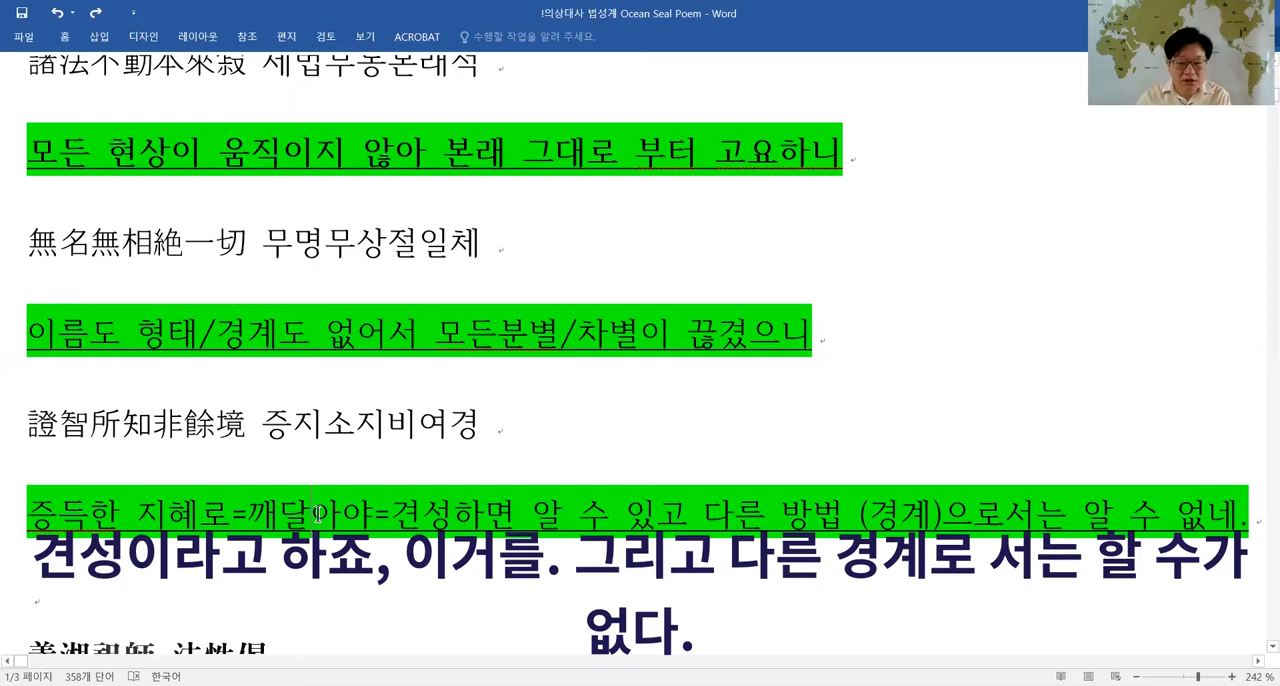 !의상대사 법성계 Ocean Seal Poem - Word
파일 홈 삽입 디자인 레이아웃 참조 편지 검토 보기 ACROBAT 수행할 작업을 알려 주세요.
諸法不動本來寂 제법부동본래적
모든 현상이 움직이지 않아 본래 그대로 부터 고요하니
無名無相絶一切 무명무상절일체
이름도 형태/경계도 없어서 모든분별/차별이 끊겼으니
證智所知非餘境 증지소지비여경
증득한 지혜로=깨달아야=견성하면 알 수 있고 다른 방법 (경계)으로서는 알 수 없네.
견성이라고 하죠, 이거를. 그리고 다른 경계로 서는 할 수가
없다.
義湘祖師 法性偈
1/3 페이지 358개 단어 한국어 242 %